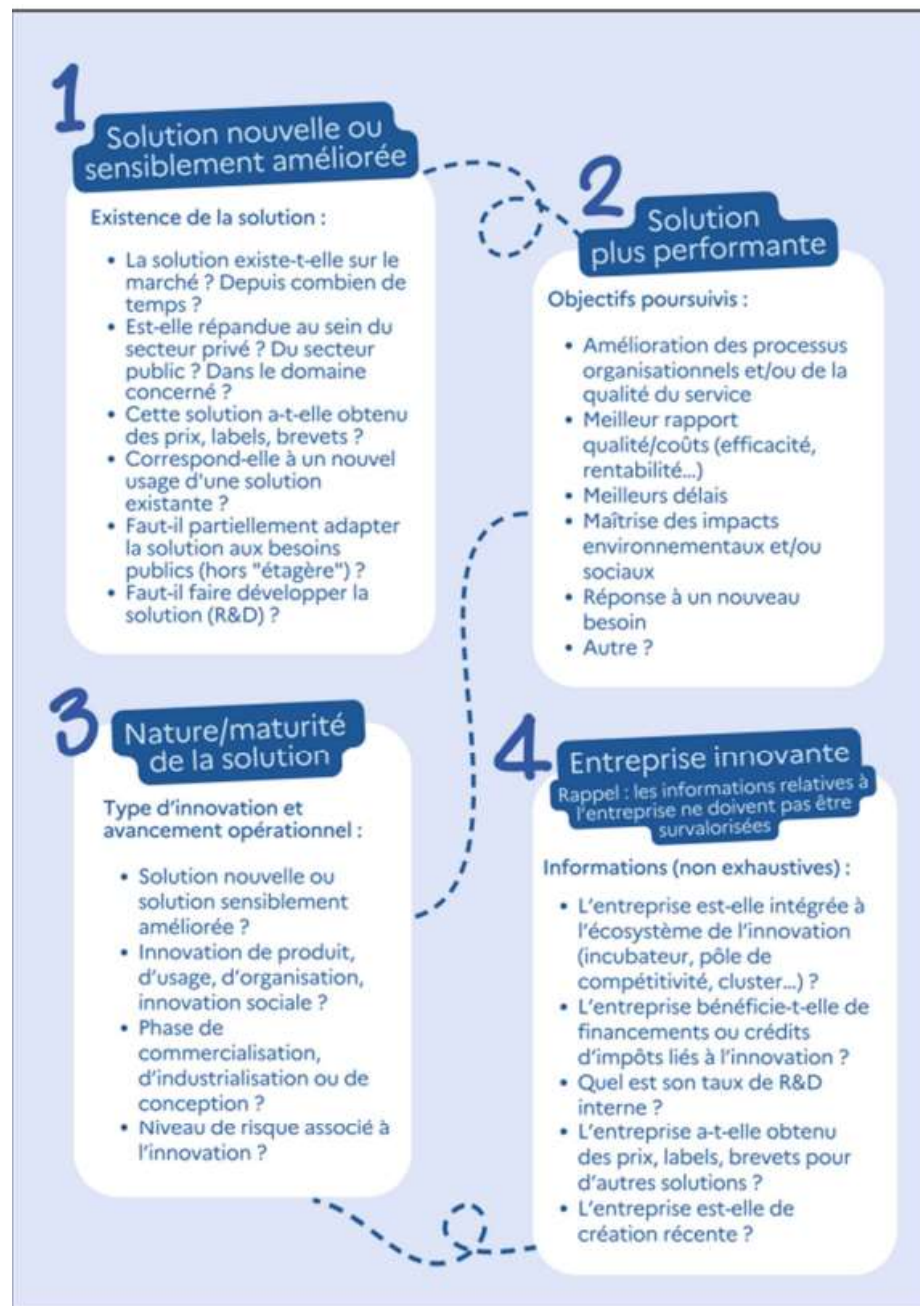 1
Solution nouvelle ou
sensiblement améliorée
Existence de la solution :
• La solution existe-t-elle sur le
marché ? Depuis combien de
temps ?
• Est-elle répandue au sein du
secteur privé ? Du secteur
public ? Dans le domaine
concerné ?
• Cette solution a-t-elle obtenu
des prix, labels, brevets ?
• Correspond-elle à un nouvel
usage d'une solution
existante ?
• Faut-il partiellement adapter
la solution aux besoins
publics (hors "étagère") ?
• Faut-il faire développer la
solution (R&D) ?
2
Solution
plus performante
Objectifs poursuivis :
• Amélioration des processus
organisationnels et/ou de la
qualité du service
• Meilleur rapport
qualité/coûts (efficacité,
rentabilité...)
• Meilleurs délais
• Maîtrise des impacts
environnementaux et/ou
sociaux
• Réponse à un nouveau
besoin
• Autre ?
3
Nature/maturité
de la solution
Type d'innovation et
avancement opérationnel :
• Solution nouvelle ou
solution sensiblement
améliorée ?
• Innovation de produit,
d'usage, d'organisation,
innovation sociale ?
• Phase de
commercialisation,
d'industrialisation ou de
conception ?
• Niveau de risque associé à
l'innovation ?
4
Entreprise innovante
Rappel : les informations relatives à
l'entreprise ne doivent pas être
survalorisées
Informations (non exhaustives) :
• L'entreprise est-elle intégrée à
l'écosystème de l'innovation
(incubateur, pôle de
compétitivité, cluster...) ?
• L'entreprise bénéficie-t-elle de
financements ou crédits
d'impôts liés à l'innovation ?
• Quel est son taux de R&D
interne ?
• L'entreprise a-t-elle obtenu
des prix, labels, brevets pour
d'autres solutions ?
• L'entreprise est-elle de
création récente ?